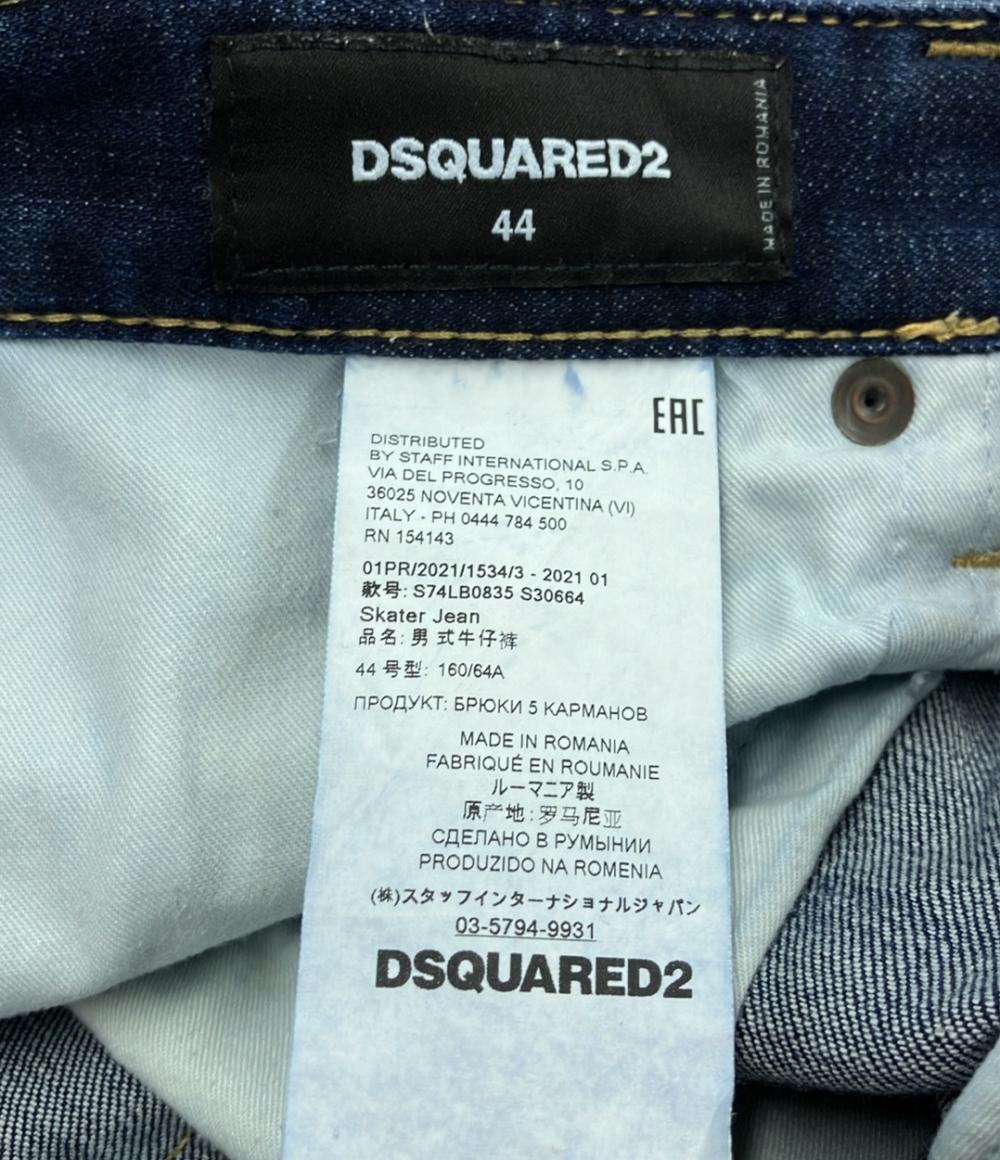 DSQUARED2
44
MADE IN ROMANIA
EAC
DISTRIBUTED
BY STAFF INTERNATIONAL S.P.A.
VIA DEL PROGRESSO, 10
36025 NOVENTA VICENTINA (VI)
ITALY - PH 0444 784 500
RN 154143
01PR/2021/1534/3 - 2021 01
款号: S74LB0835 S30664
Skater Jean
品名: 男 式牛仔裤
44 号型: 160/64A
ПРОДУКТ: БРЮКИ 5 КАРМАНОВ
MADE IN ROMANIA
FABRIQUÉ EN ROUMANIE
ルーマニア製
原产地: 罗马尼亚
СДЕЛАНО В РУМЫНИИ
PRODUZIDO NA ROMENIA
(株)スタッフインターナショナルジャパン
03-5794-9931
DSQUARED2